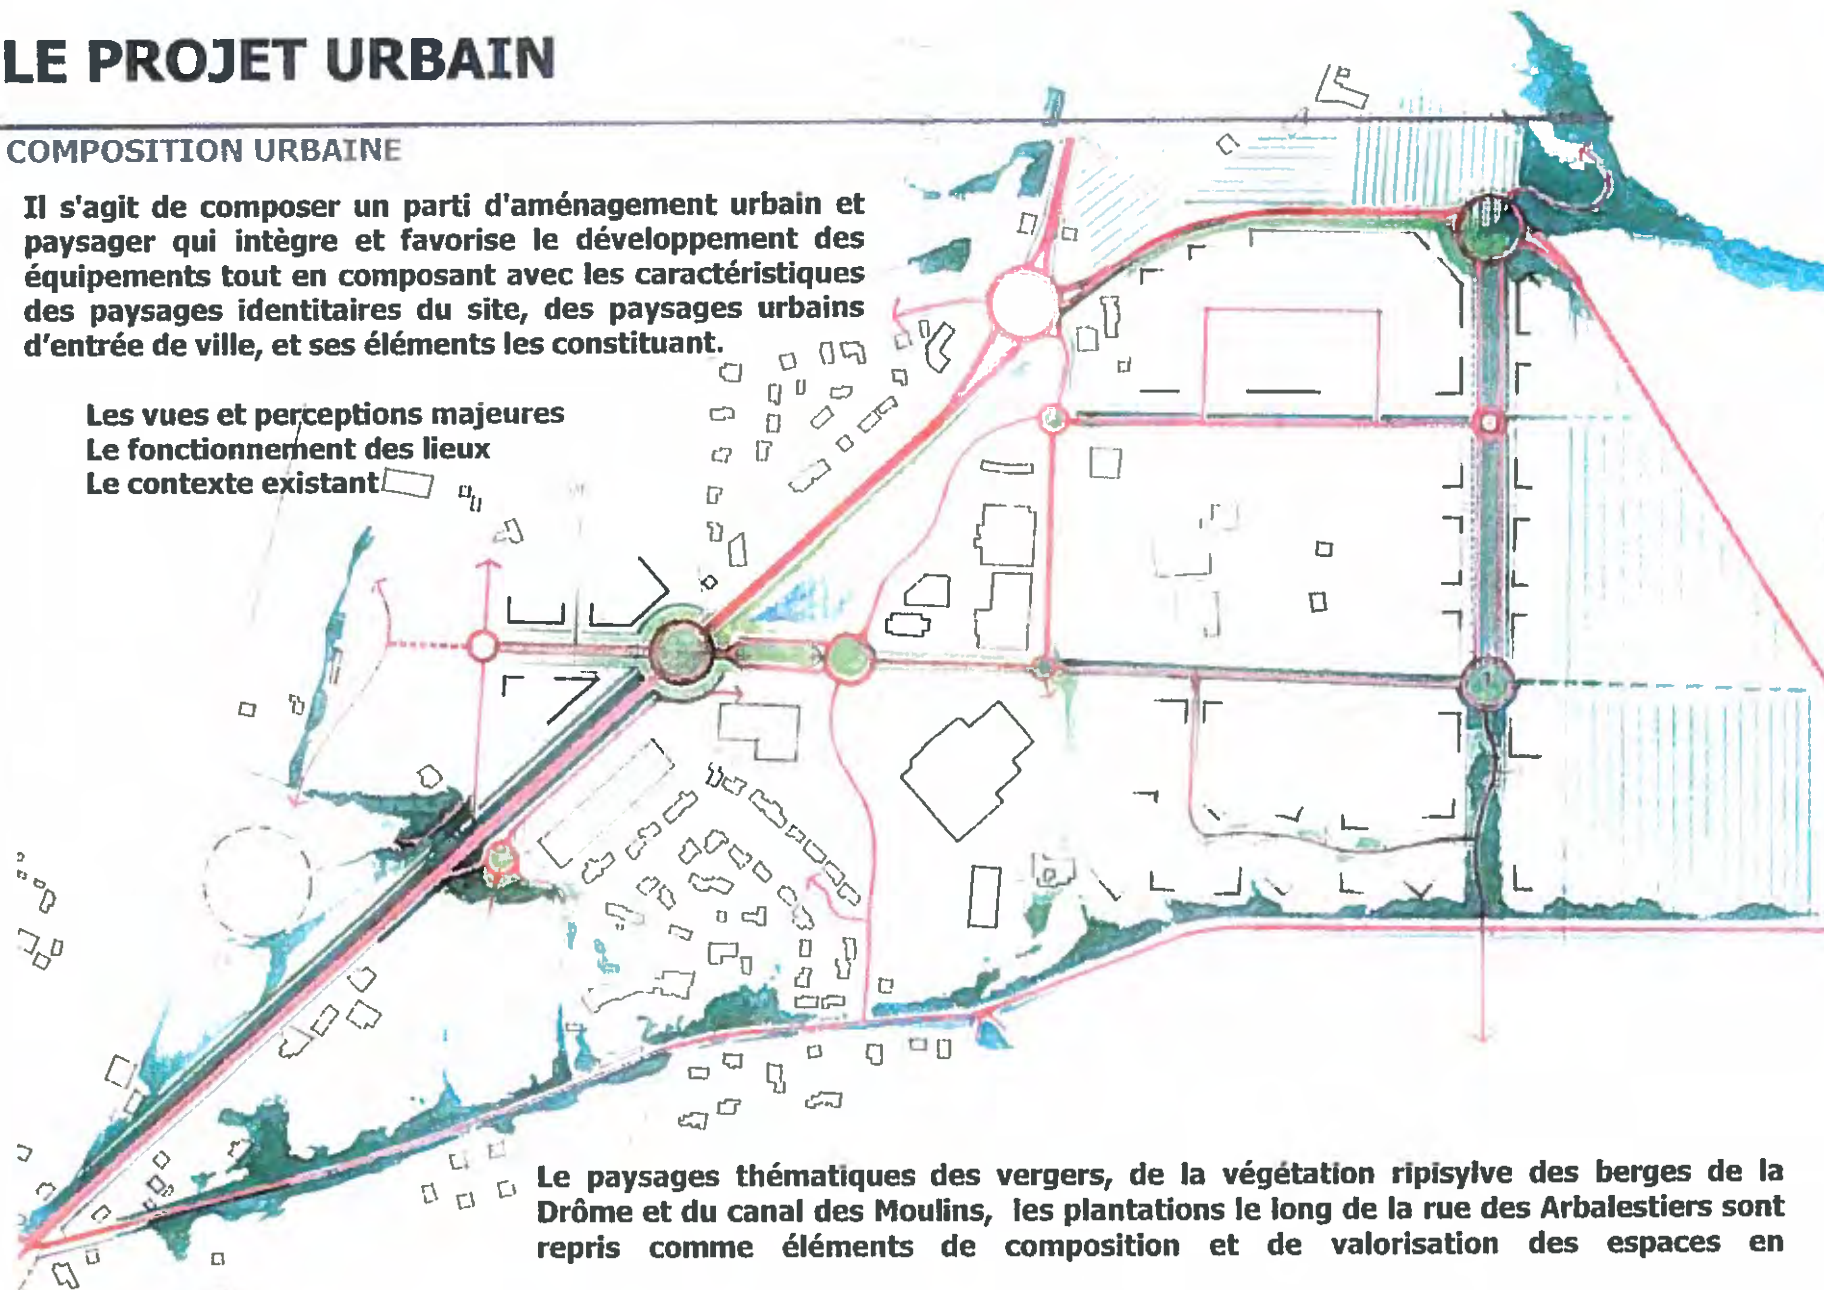 LE PROJET URBAIN
COMPOSITION URBAINE
Il s'agit de composer un parti d'aménagement urbain et
paysager qui intègre et favorise le développement des
équipements tout en composant avec les caractéristiques
des paysages identitaires du site, des paysages urbains
d'entrée de ville, et ses éléments les constituant.
Les vues et perceptions majeures
Le fonctionnement des lieux
Le contexte existant
Le paysages thématiques des vergers, de la végétation ripisylve des berges de la
Drôme et du canal des Moulins, les plantations le long de la rue des Arbalestiers sont
repris comme éléments de composition et de valorisation des espaces en